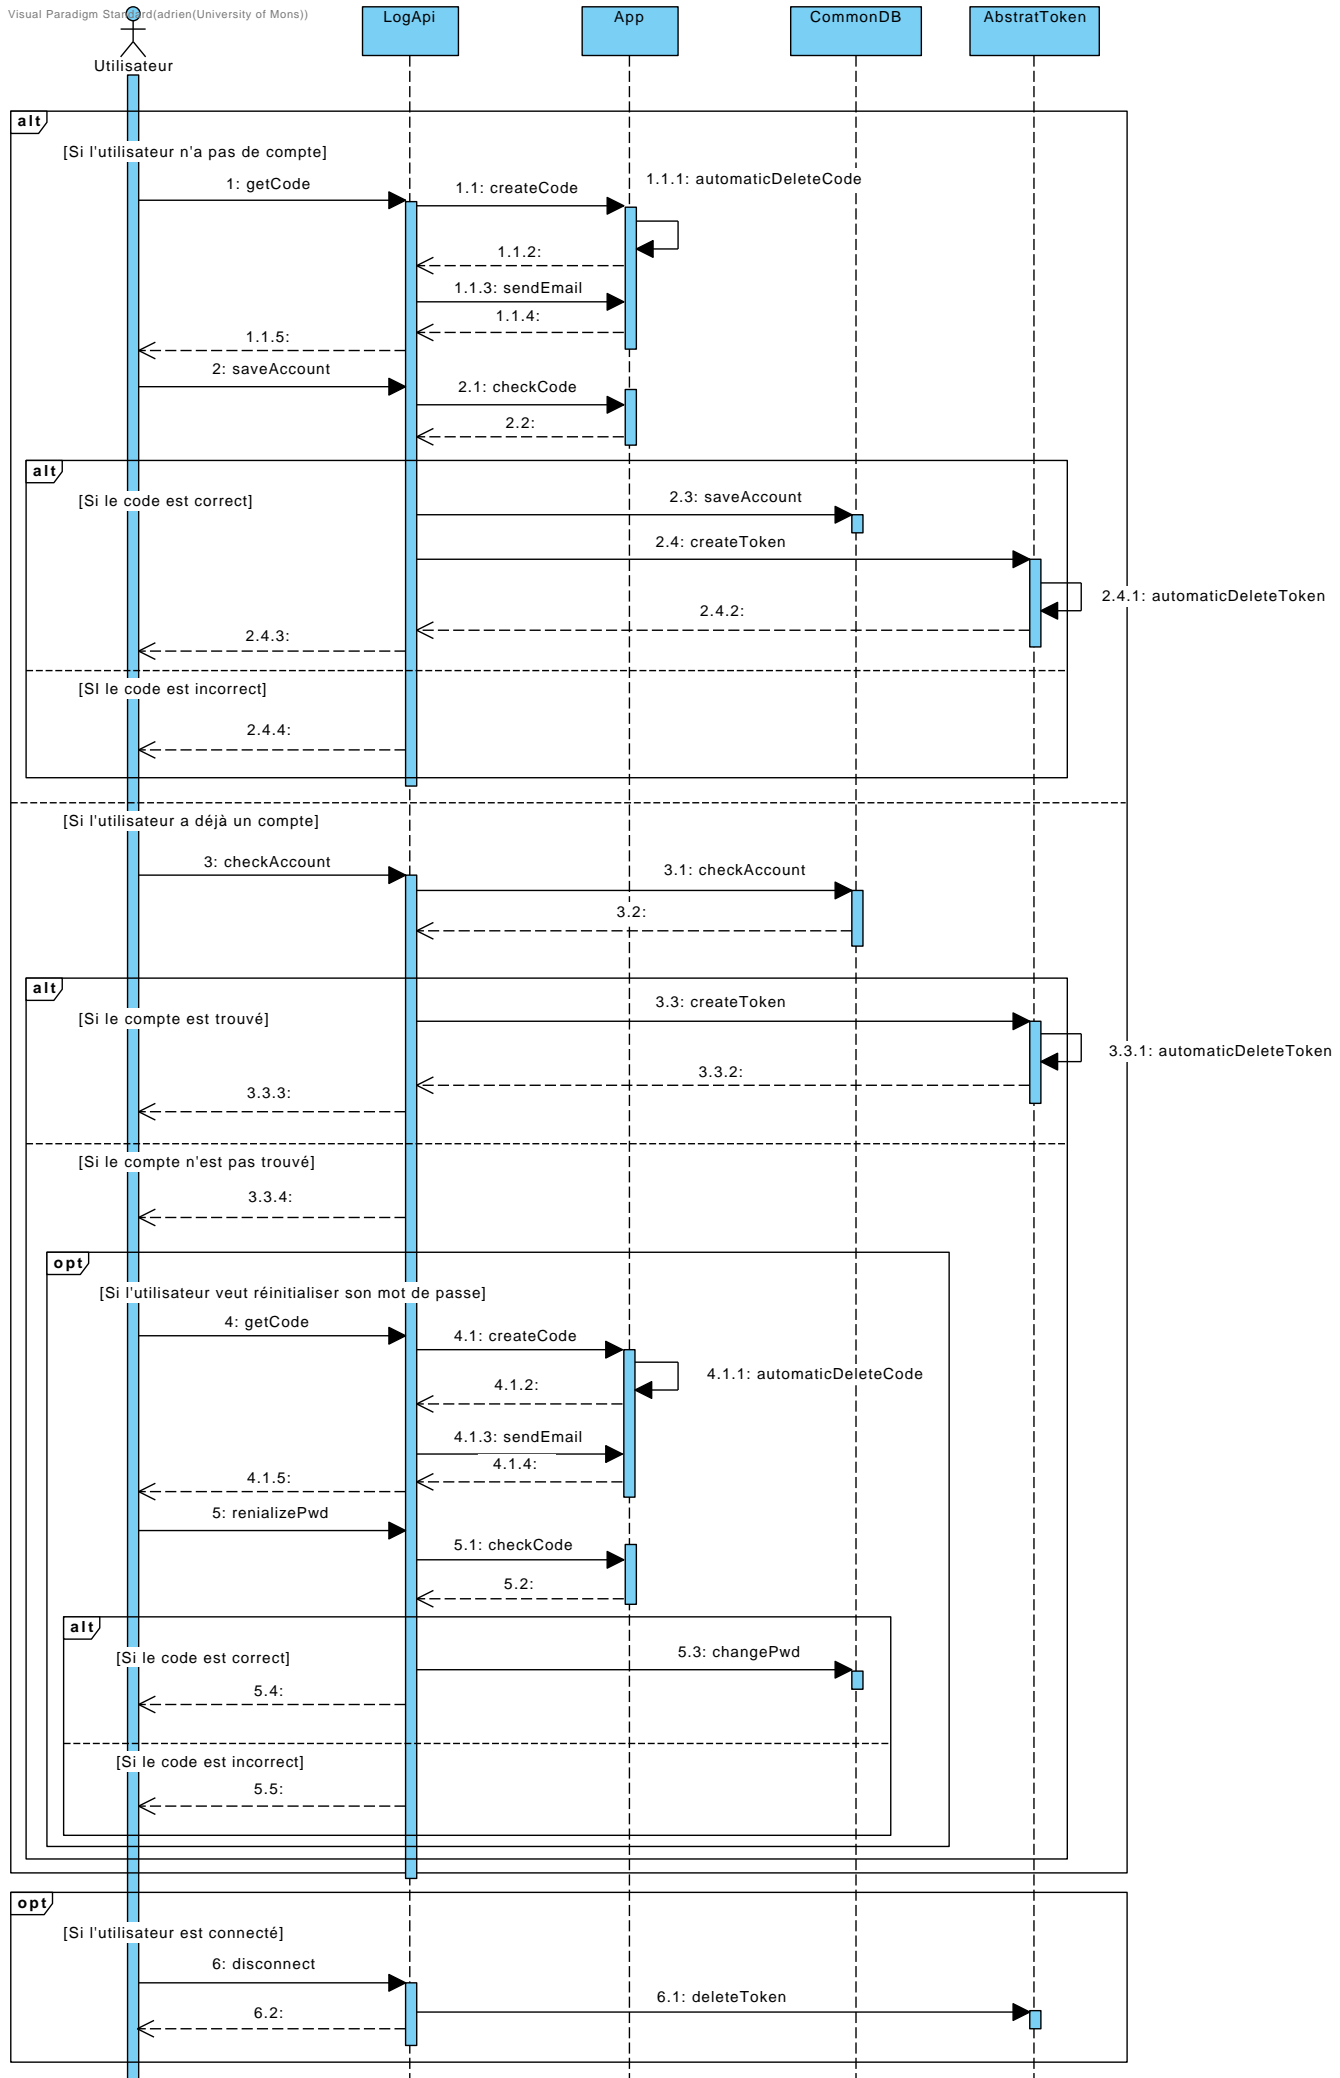 Visual Paradigm Standard(adrien(University of Mons))
LogApi
App
CommonDB
AbstratToken
Utilisateur
alt
[Si l'utilisateur n'a pas de compte]
1: getCode
1.1: createCode
1.1.1: automaticDeleteCode
1.1.2:
1.1.3: sendEmail
1.1.4:
1.1.5:
2: saveAccount
2.1: checkCode
2.2:
alt
[Si le code est correct]
2.3: saveAccount
2.4: createToken
2.4.1: automaticDeleteToken
2.4.2:
2.4.3:
[SI le code est incorrect]
2.4.4:
[Si l'utilisateur a déjà un compte]
3: checkAccount
3.1: checkAccount
3.2:
alt
[Si le compte est trouvé]
3.3: createToken
3.3.1: automaticDeleteToken
3.3.2:
3.3.3:
[Si le compte n'est pas trouvé]
3.3.4:
opt
[Si l'utilisateur veut réinitialiser son mot de passe]
4: getCode
4.1: createCode
4.1.1: automaticDeleteCode
4.1.2:
4.1.3: sendEmail
4.1.4:
4.1.5:
5: renializePwd
5.1: checkCode
5.2:
alt
[Si le code est correct]
5.3: changePwd
5.4:
[Si le code est incorrect]
5.5:
opt
[Si l'utilisateur est connecté]
6: disconnect
6.1: deleteToken
6.2: